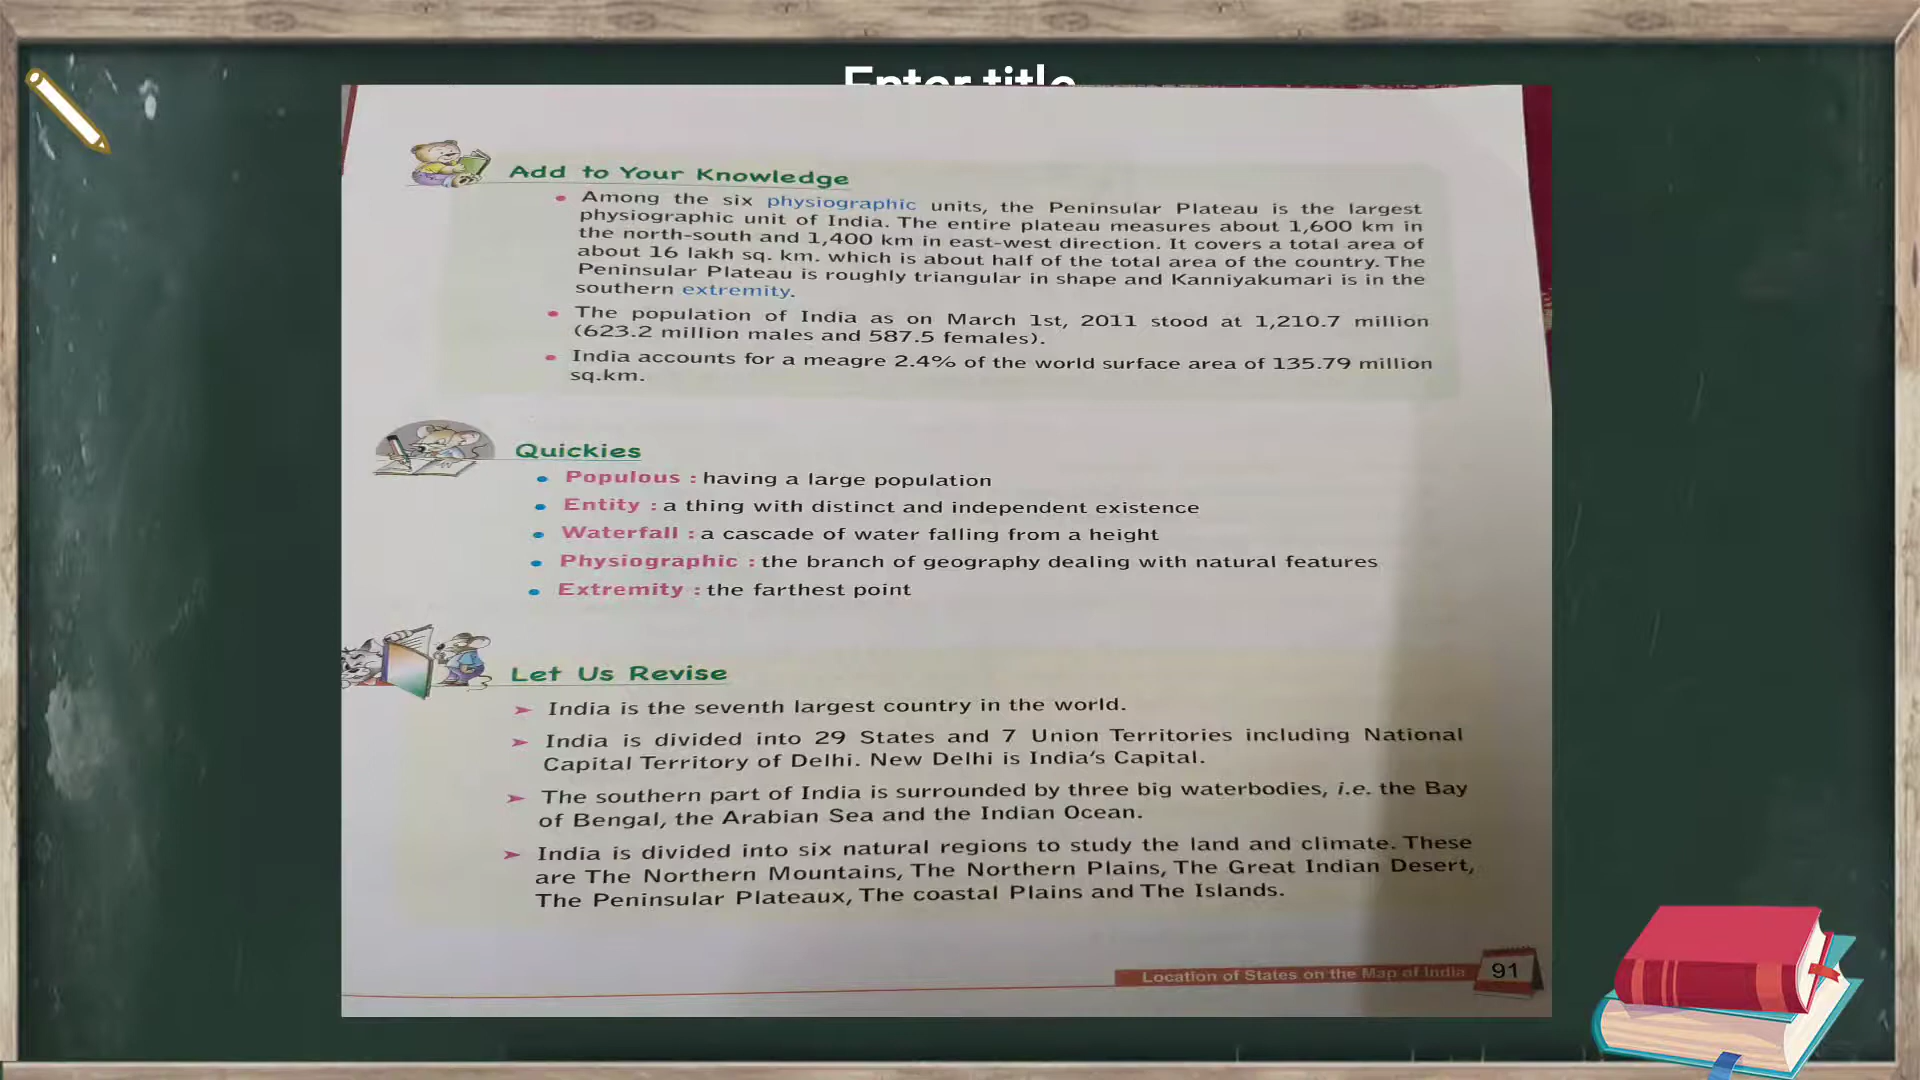 Enter title
Add to Your Knowledge
• Among the six physiographic units, the Peninsular Plateau is the largest
physiographic unit of India. The entire plateau measures about 1,600 km in
the north-south and 1,400 km in east-west direction. It covers a total area of
about 16 lakh sq. km. which is about half of the total area of the country. The
Peninsular Plateau is roughly triangular in shape and Kanniyakumari is in the
southern extremity.
• The population of India as on March 1st, 2011 stood at 1,210.7 million
(623.2 million males and 587.5 females).
• India accounts for a meagre 2.4% of the world surface area of 135.79 million
sq.km.
Quickies
• Populous : having a large population
• Entity : a thing with distinct and independent existence
• Waterfall : a cascade of water falling from a height
• Physiographic : the branch of geography dealing with natural features
• Extremity : the farthest point
Let Us Revise
➤ India is the seventh largest country in the world.
➤ India is divided into 29 States and 7 Union Territories including National
Capital Territory of Delhi. New Delhi is India's Capital.
➤ The southern part of India is surrounded by three big waterbodies, i.e. the Bay
of Bengal, the Arabian Sea and the Indian Ocean.
➤ India is divided into six natural regions to study the land and climate. These
are The Northern Mountains, The Northern Plains, The Great Indian Desert,
The Peninsular Plateaux, The coastal Plains and The Islands.
Location of States on the Map of India 91